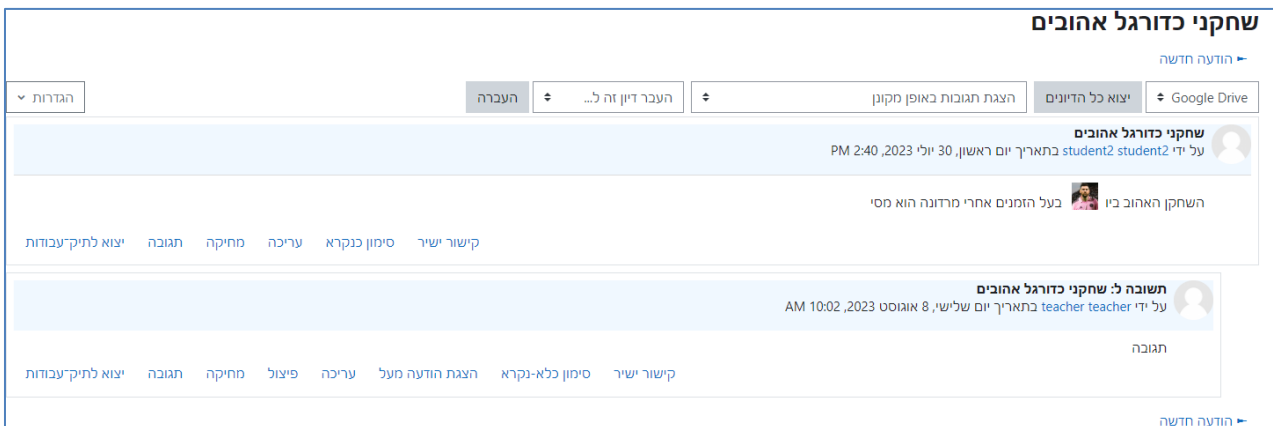 שחקני כדורגל אהובים
הודעה חדשה
Google Drive יצוא כל הדיונים הצגת תגובות באופן מקונן העבר דיון זה ל... העברה הגדרות
שחקני כדורגל אהובים
על ידי student2 student2 בתאריך יום ראשון, 30 יולי 2023, 2:40 PM
השחקן האהוב ביו בעל הזמנים אחרי מרדונה הוא מסי
קישור ישיר סימון כנקרא עריכה מחיקה תגובה יצוא לתיק־עבודות
תשובה ל: שחקני כדורגל אהובים
על ידי teacher teacher בתאריך יום שלישי, 8 אוגוסט 2023, 10:02 AM
תגובה
קישור ישיר סימון כלא-נקרא הצגת הודעה מעל עריכה פיצול מחיקה תגובה יצוא לתיק־עבודות
הודעה חדשה